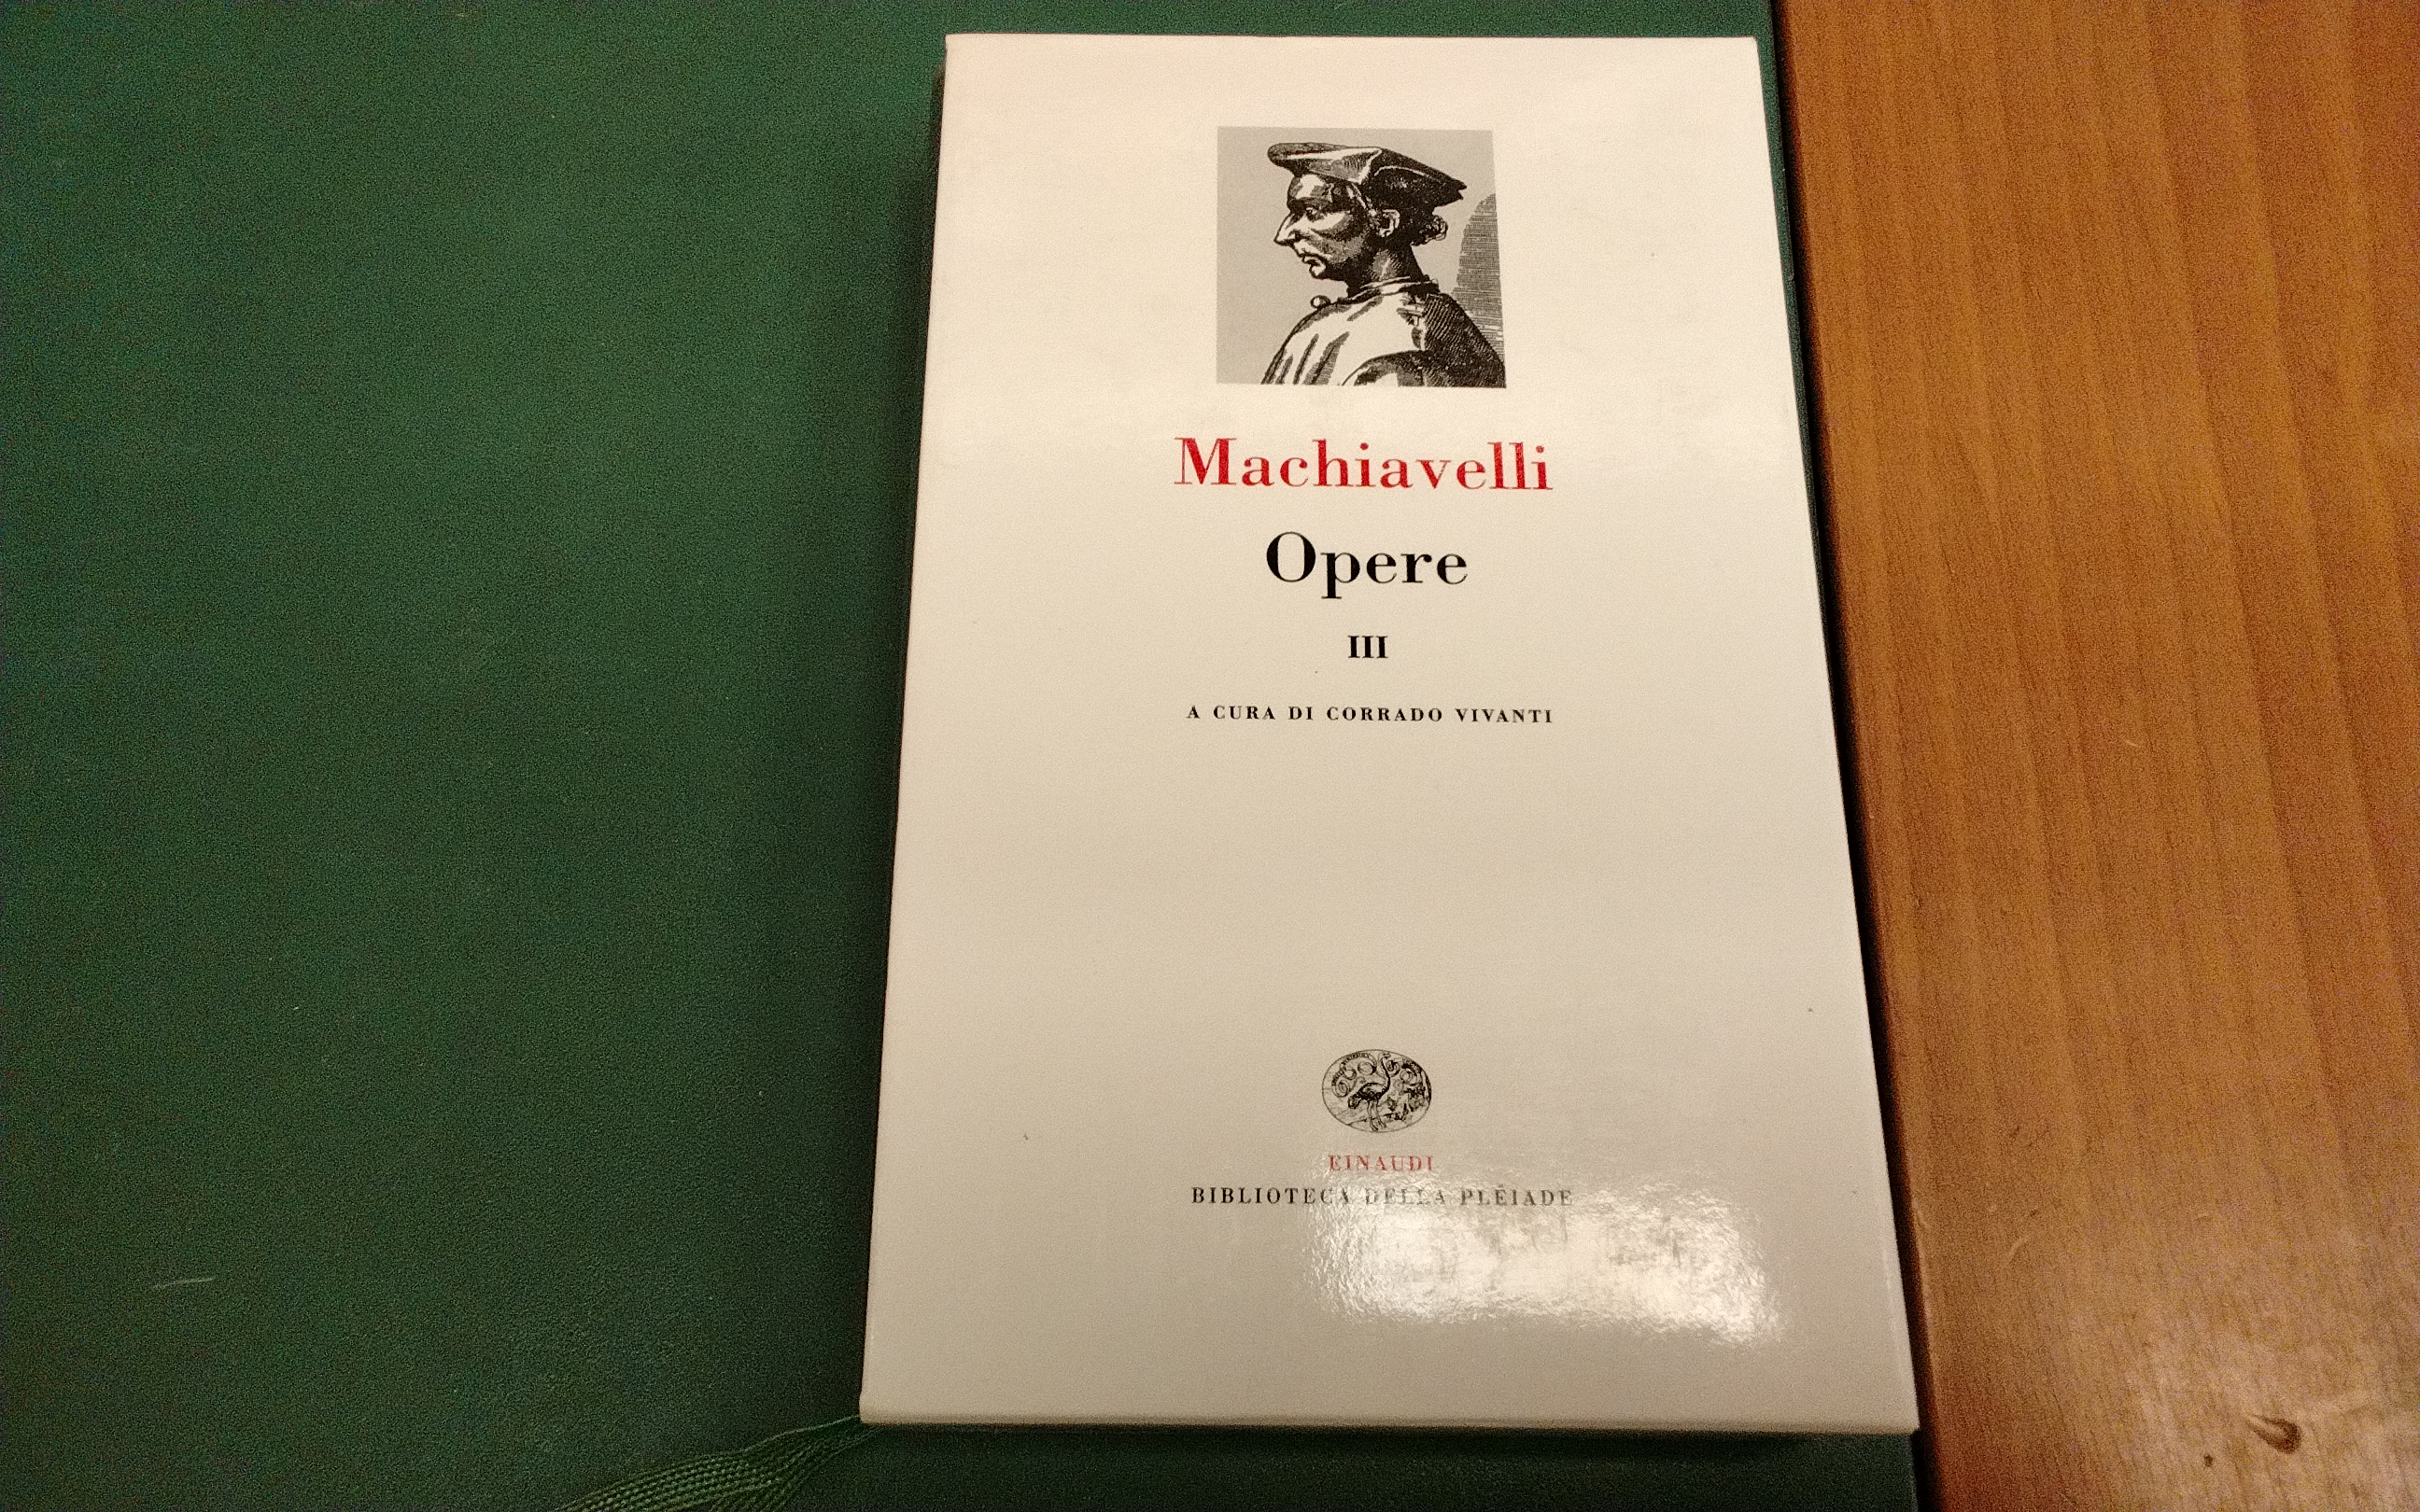 Machiavelli
Opere
III
A CURA DI CORRADO VIVANTI
EINAUDI
BIBLIOTECA DELLA PLÉIADE